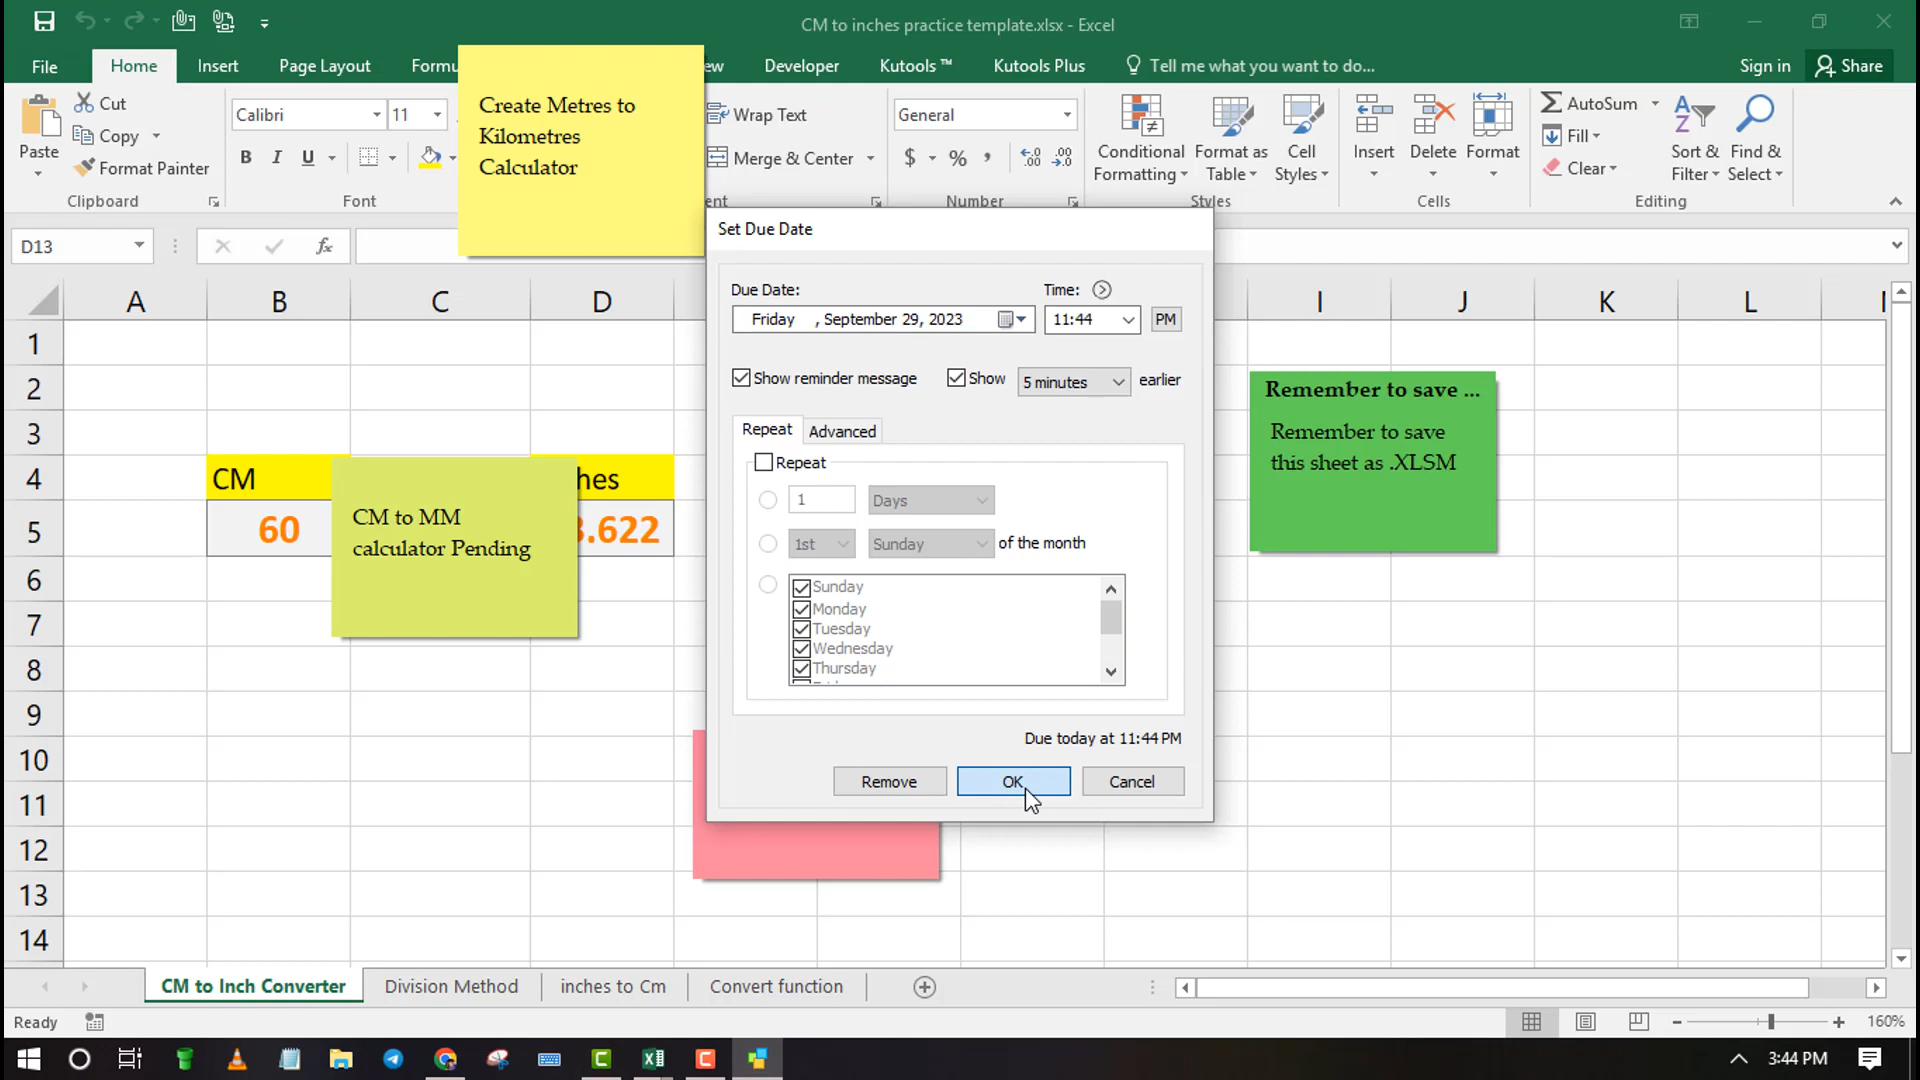 CM to inches practice template.xlsx - Excel
File
Home
Insert
Page Layout
Formu
ew
Developer
Kutools ™
Kutools Plus
Tell me what you want to do...
Sign in
Share
Paste
Cut
Copy
Format Painter
Clipboard
Calibri
11
B I U
Font
Create Metres to
Kilometres
Calculator
Wrap Text
Merge & Center
ent
General
$ % ,
Number
Conditional
Formatting
Format as
Table
Cell
Styles
Styles
Insert
Delete
Format
Cells
AutoSum
Fill
Clear
Sort &
Filter
Find &
Select
Editing
D13
fx
A B C D I J K L
1
2
3
4
5
6
7
8
9
10
11
12
13
14
CM
hes
60
.622
CM to MM
calculator Pending
Set Due Date
Due Date:
Time:
Friday , September 29, 2023
11:44
PM
Show reminder message
Show
5 minutes
earlier
Repeat
Advanced
Repeat
1
Days
1st
Sunday
of the month
Sunday
Monday
Tuesday
Wednesday
Thursday
Due today at 11:44 PM
Remove
OK
Cancel
Remember to save ...
Remember to save
this sheet as .XLSM
CM to Inch Converter
Division Method
inches to Cm
Convert function
Ready
160%
3:44 PM